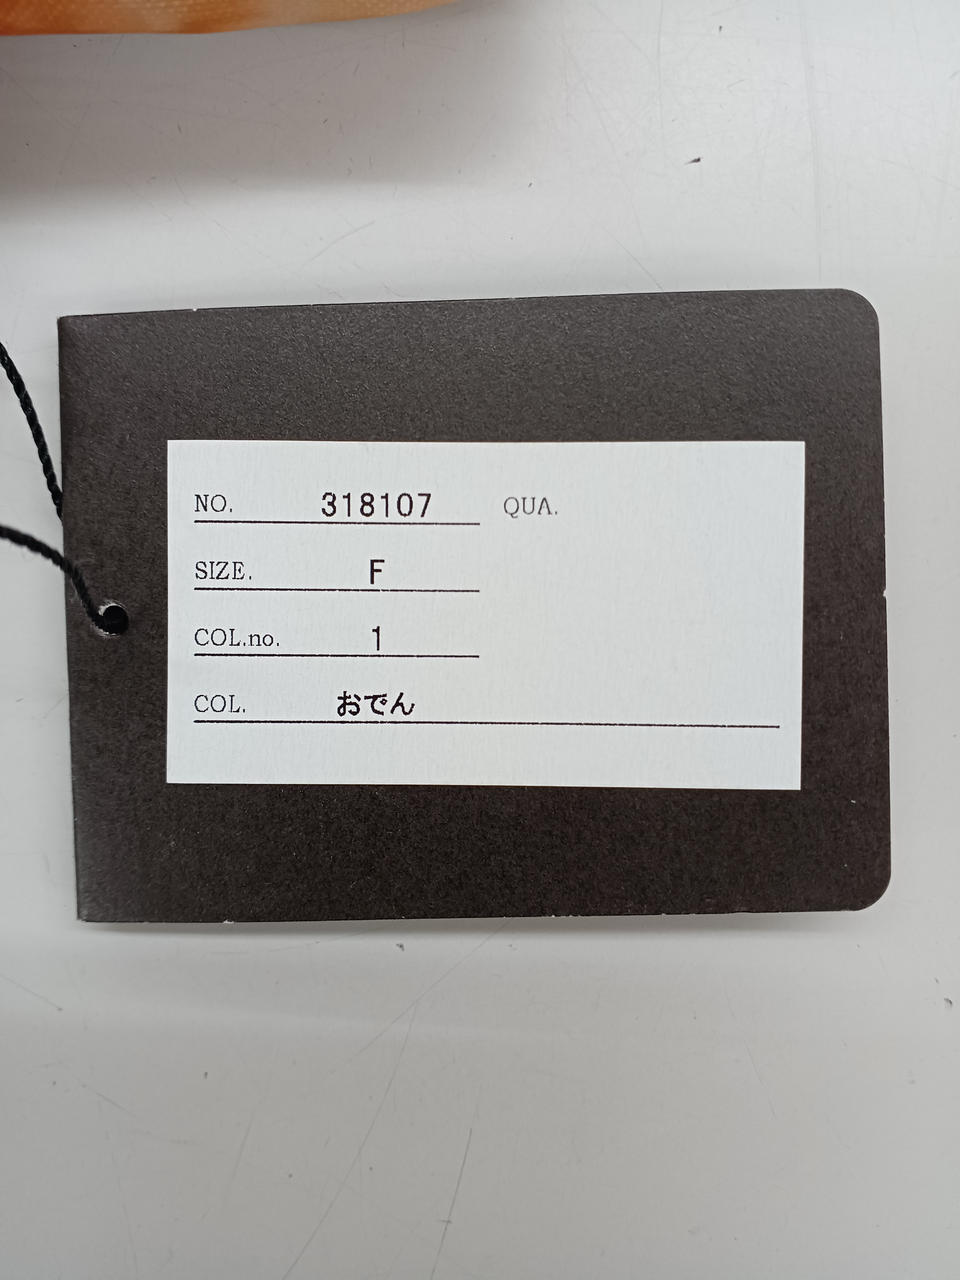 NO. 318107 QUA.
SIZE. F
COL.no. 1
COL. おでん